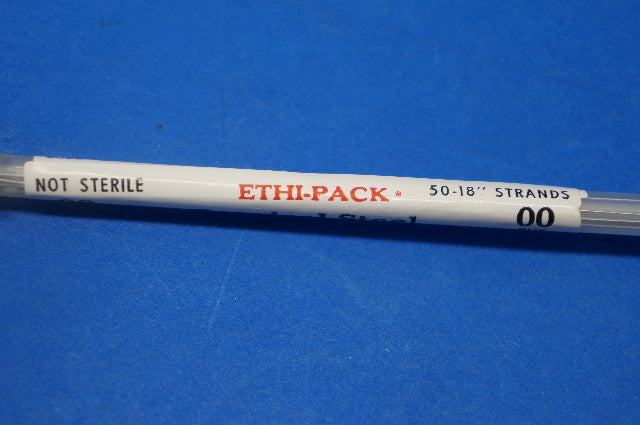 NOT STERILE ETHI-PACK® 50-18" STRANDS
00